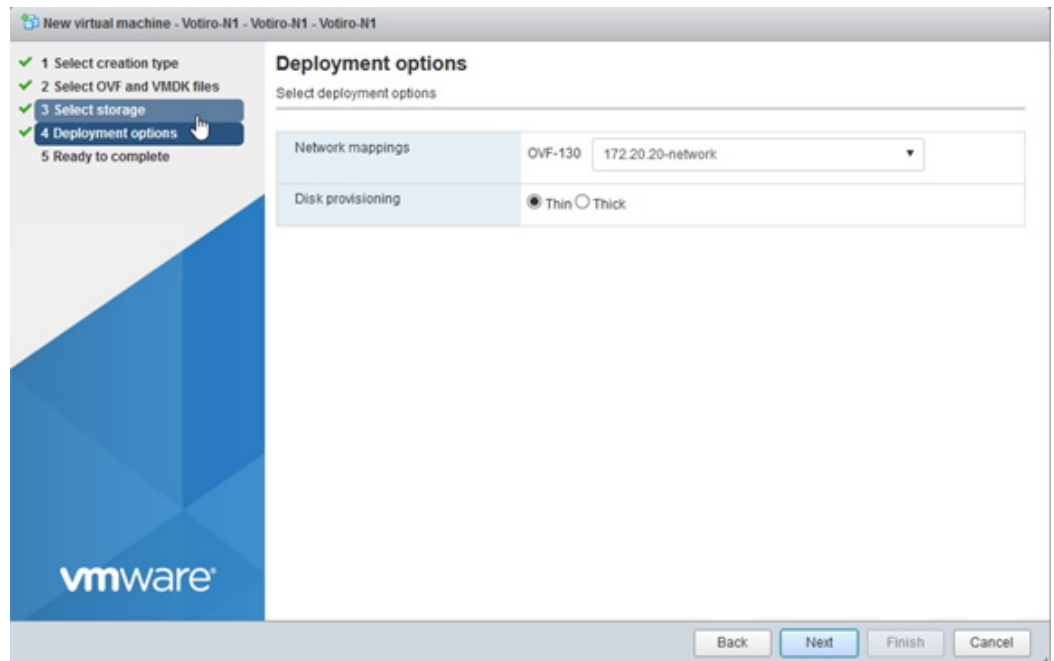 New virtual machine - Votiro-N1 - Votiro-N1 - Votiro-N1
1 Select creation type
2 Select OVF and VMDK files
3 Select storage
4 Deployment options
5 Ready to complete
Deployment options
Select deployment options
Network mappings
OVF-130 172.20.20-network
Disk provisioning
Thin Thick
vmware®
Back Next Finish Cancel